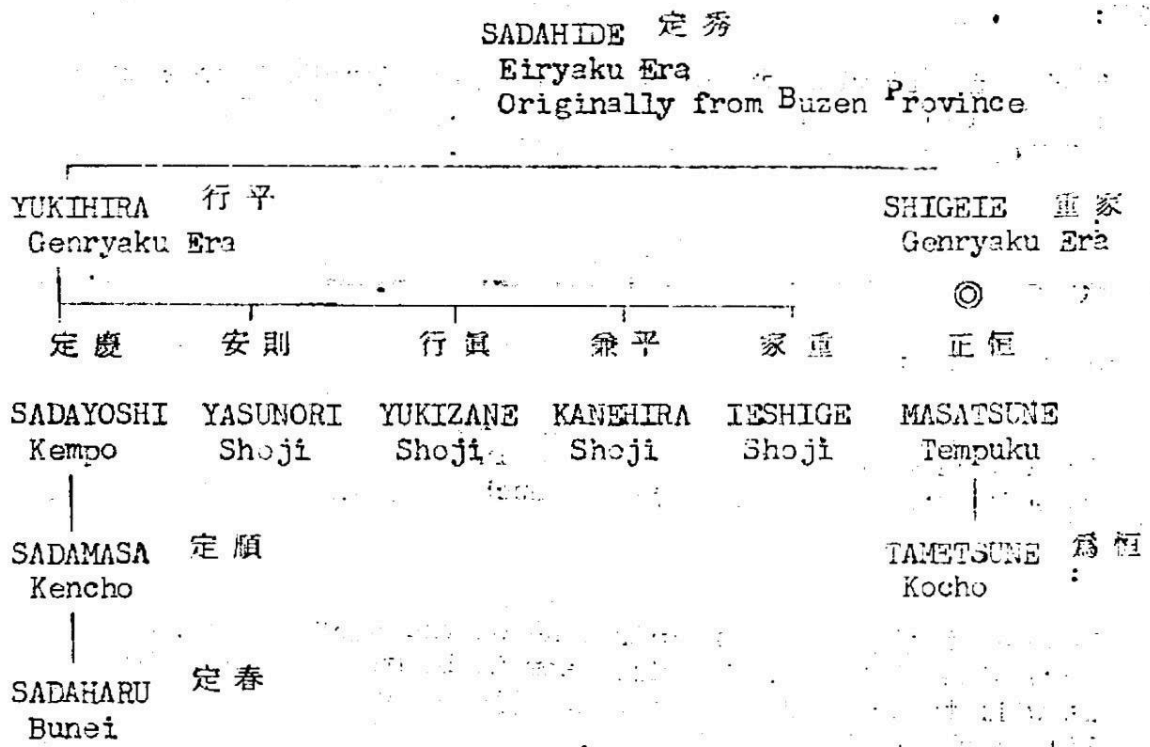 SADAHIDE 定秀
Eiryaku Era
Originally from Buzen Province
YUKIHIRA 行平
Genryaku Era
SHIGEIE 重家
Genryaku Era
定慶 安則 行眞 兼平 家重 正恒
SADAYOSHI YASUNORI YUKIZANE KANEHIRA IESHIGE MASATSUNE
Kempo Shoji Shoji Shoji Shoji Tempuku
SADAMASA 定順
Kencho
TAMETSUNE 爲恒
Kocho
SADAHARU 定春
Bunei